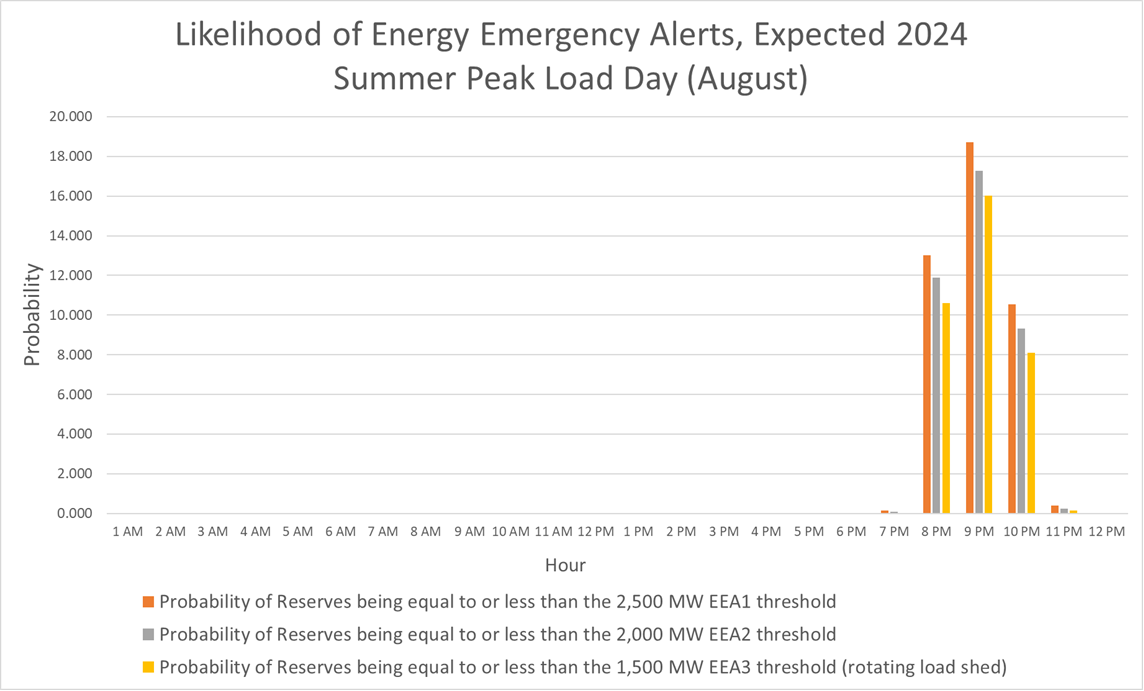 Likelihood of Energy Emergency Alerts, Expected 2024
Summer Peak Load Day (August)
20.000
18.000
16.000
14.000
12.000
10.000
8.000
6.000
4.000
2.000
0.000
Probability
1 AM 2 AM 3 AM 4 AM 5 AM 6 AM 7 AM 8 AM 9 AM 10 AM 11 AM 12 PM 1 PM 2 PM 3 PM 4 PM 5 PM 6 PM 7 PM 8 PM 9 PM 10 PM 11 PM 12 PM
Hour
Probability of Reserves being equal to or less than the 2,500 MW EEA1 threshold
Probability of Reserves being equal to or less than the 2,000 MW EEA2 threshold
Probability of Reserves being equal to or less than the 1,500 MW EEA3 threshold (rotating load shed)